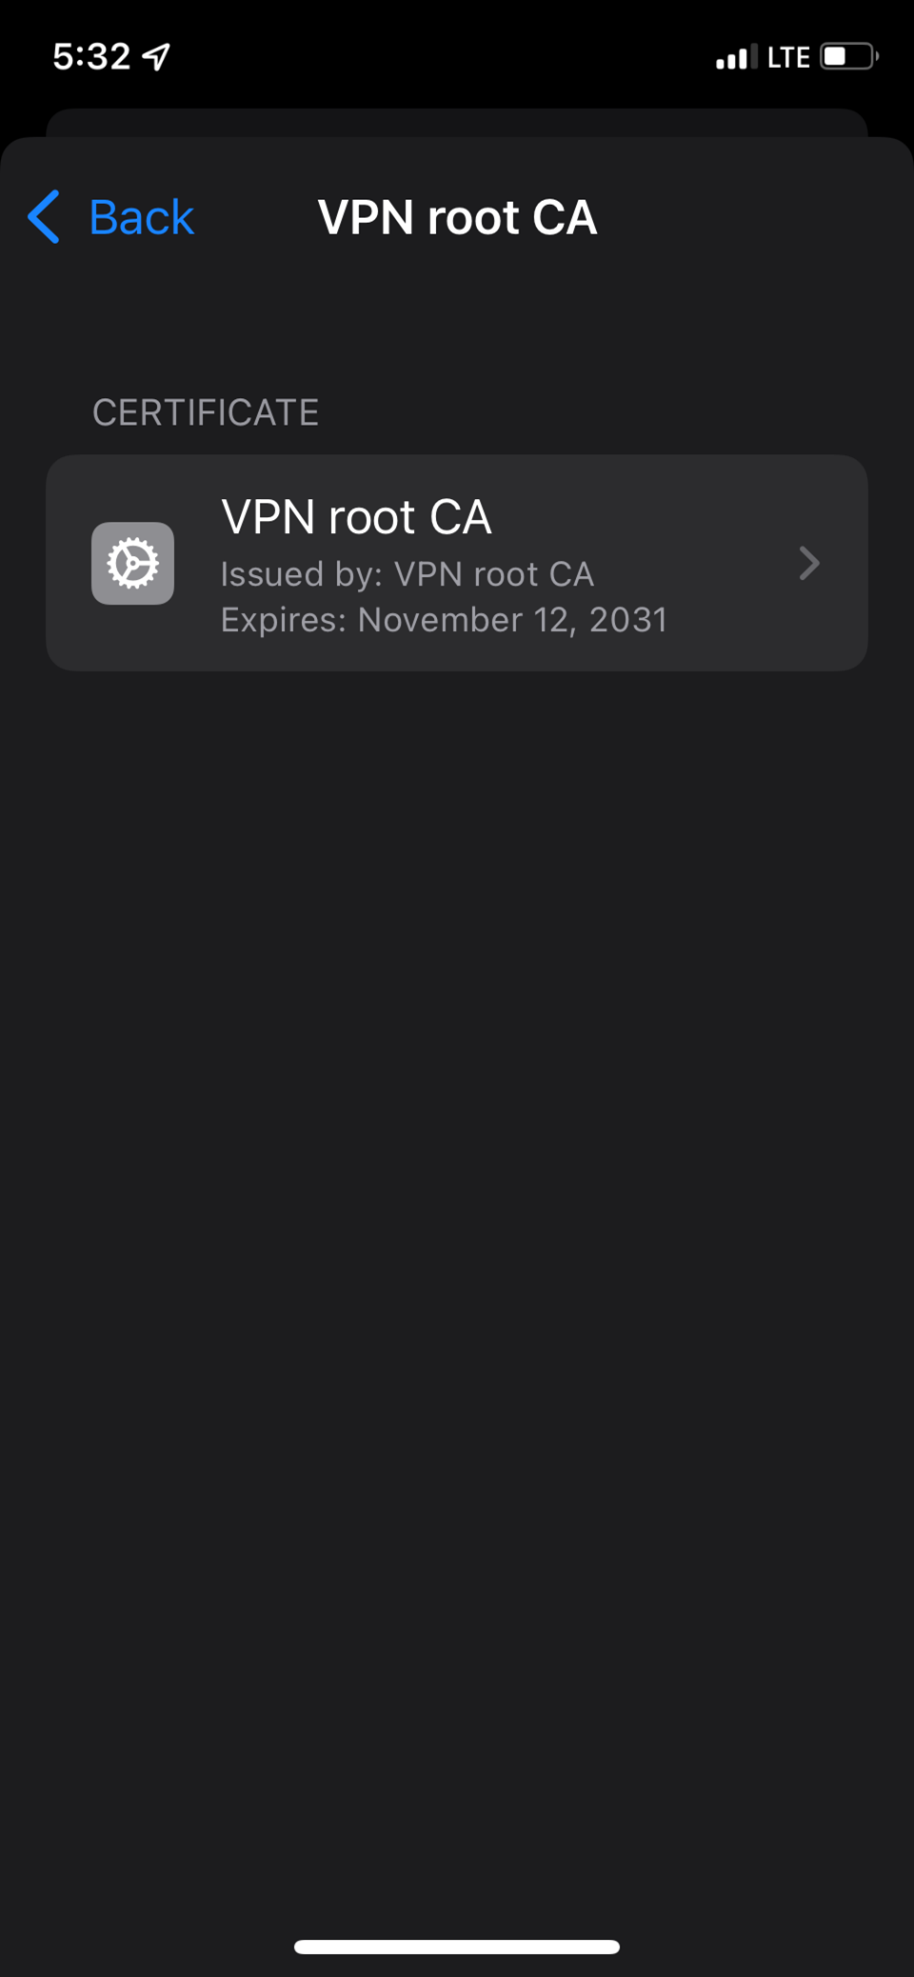 5:32 LTE
Back VPN root CA
CERTIFICATE
VPN root CA
Issued by: VPN root CA
Expires: November 12, 2031